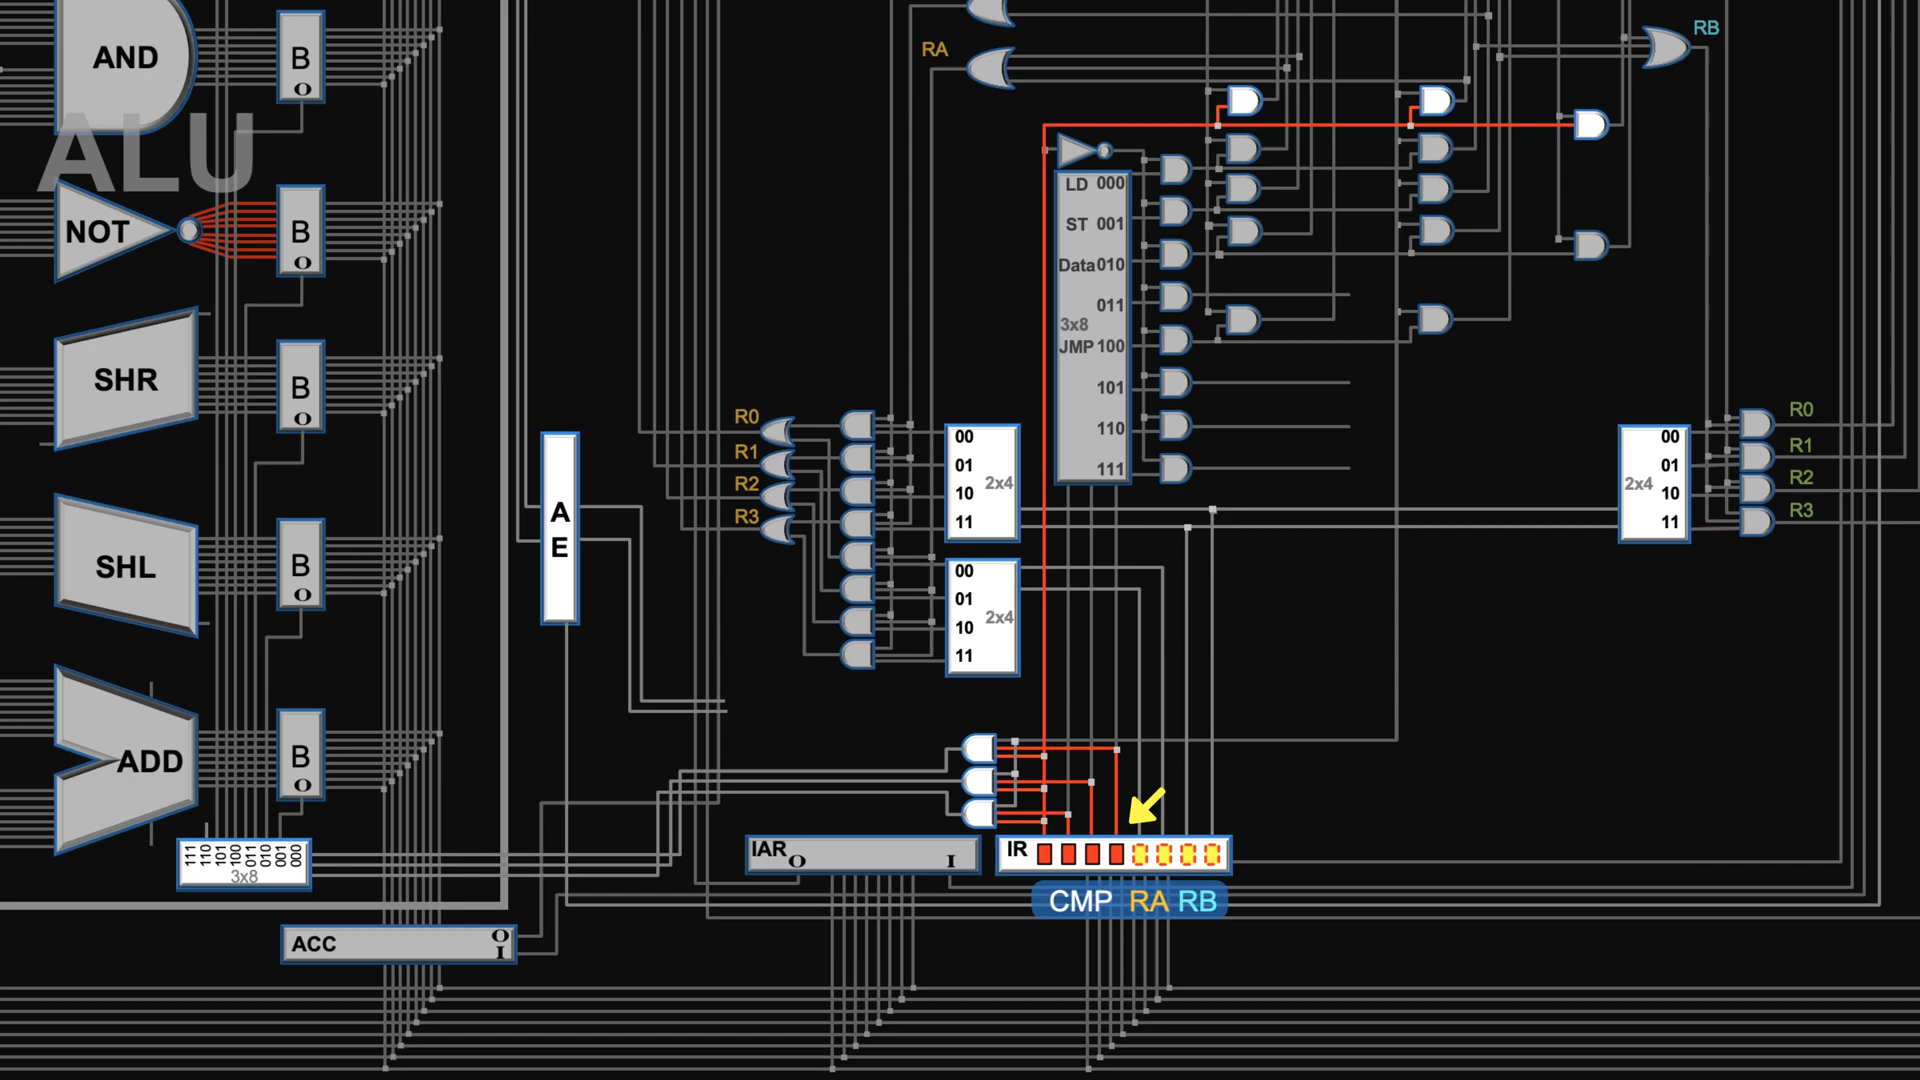 AND
B
O
ALU
NOT
B
O
SHR
B
O
SHL
B
O
ADD
B
O
111
110
101
100
011
010
001
000
3x8
ACC
O
I
A
E
RA
RB
LD 000
ST 001
Data 010
011
3x8
JMP 100
101
110
111
R0
R1
R2
R3
00
01
10
11
2x4
00
01
10
11
2x4
00
01
10
11
2x4
R0
R1
R2
R3
IAR
O
I
IR
CMP RA RB